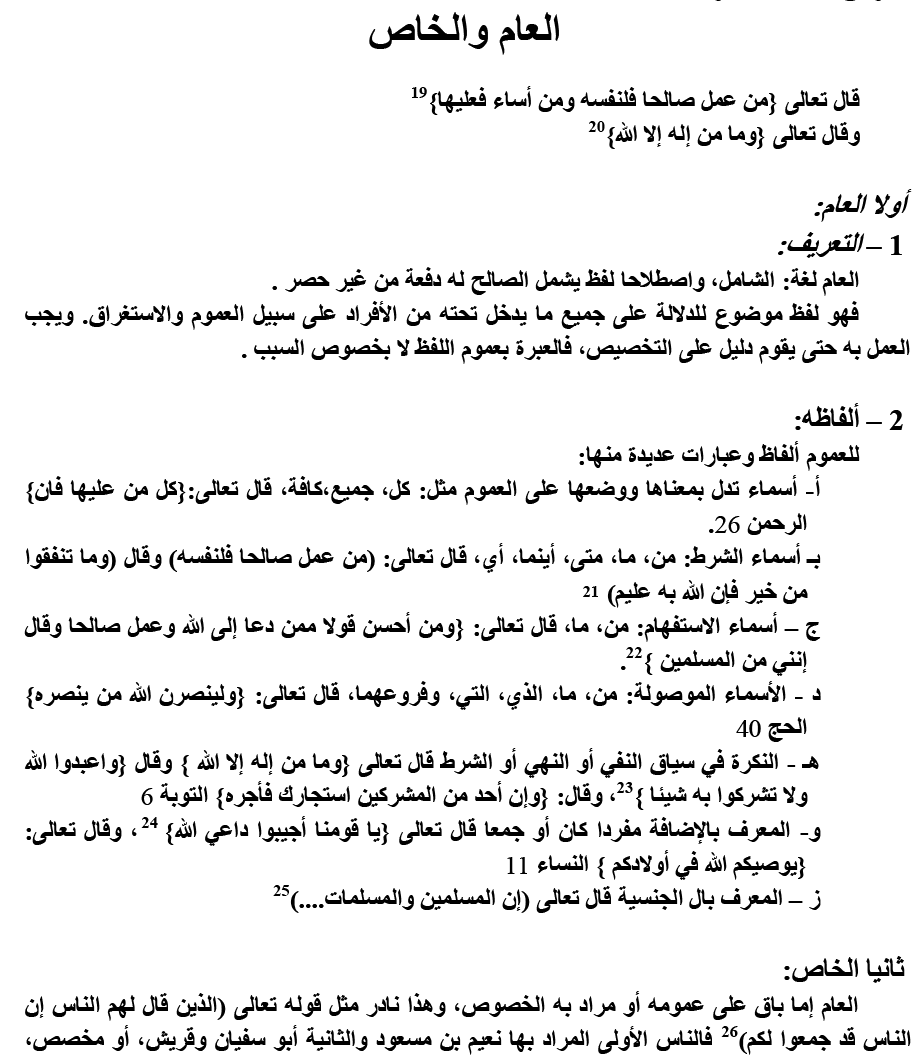 العام والخاص
قال تعالى {من عمل صالحا فلنفسه ومن أساء فعليها}19
وقال تعالى {وما من إله إلا الله}20
أولا العام:
1 – التعريف:
العام لغة: الشامل، واصطلاحا لفظ يشمل الصالح له دفعة من غير حصر .
فهو لفظ موضوع للدلالة على جميع ما يدخل تحته من الأفراد على سبيل العموم والاستغراق. ويجب
العمل به حتى يقوم دليل على التخصيص، فالعبرة بعموم اللفظ لا بخصوص السبب .
2 – ألفاظه:
للعموم ألفاظ وعبارات عديدة منها:
أ- أسماء تدل بمعناها ووضعها على العموم مثل: كل، جميع،كافة، قال تعالى:{كل من عليها فان}
الرحمن 26.
بـ أسماء الشرط: من، ما، متى، أينما، أي، قال تعالى: (من عمل صالحا فلنفسه) وقال (وما تنفقوا
من خير فإن الله به عليم) 21
ج – أسماء الاستفهام: من، ما، قال تعالى: {ومن أحسن قولا ممن دعا إلى الله وعمل صالحا وقال
إنني من المسلمين }22.
د - الأسماء الموصولة: من، ما، الذي، التي، وفروعهما، قال تعالى: {ولينصرن الله من ينصره}
الحج 40
هـ - النكرة في سياق النفي أو النهي أو الشرط قال تعالى {وما من إله إلا الله } وقال {واعبدوا الله
ولا تشركوا به شيئا }23، وقال: {وإن أحد من المشركين استجارك فأجره} التوبة 6
و- المعرف بالإضافة مفردا كان أو جمعا قال تعالى {يا قومنا أجيبوا داعي الله} 24، وقال تعالى:
{يوصيكم الله في أولادكم } النساء 11
ز – المعرف بال الجنسية قال تعالى (إن المسلمين والمسلمات....)25
ثانيا الخاص:
العام إما باق على عمومه أو مراد به الخصوص، وهذا نادر مثل قوله تعالى (الذين قال لهم الناس إن
الناس قد جمعوا لكم)26 فالناس الأولى المراد بها نعيم بن مسعود والثانية أبو سفيان وقريش، أو مخصص،